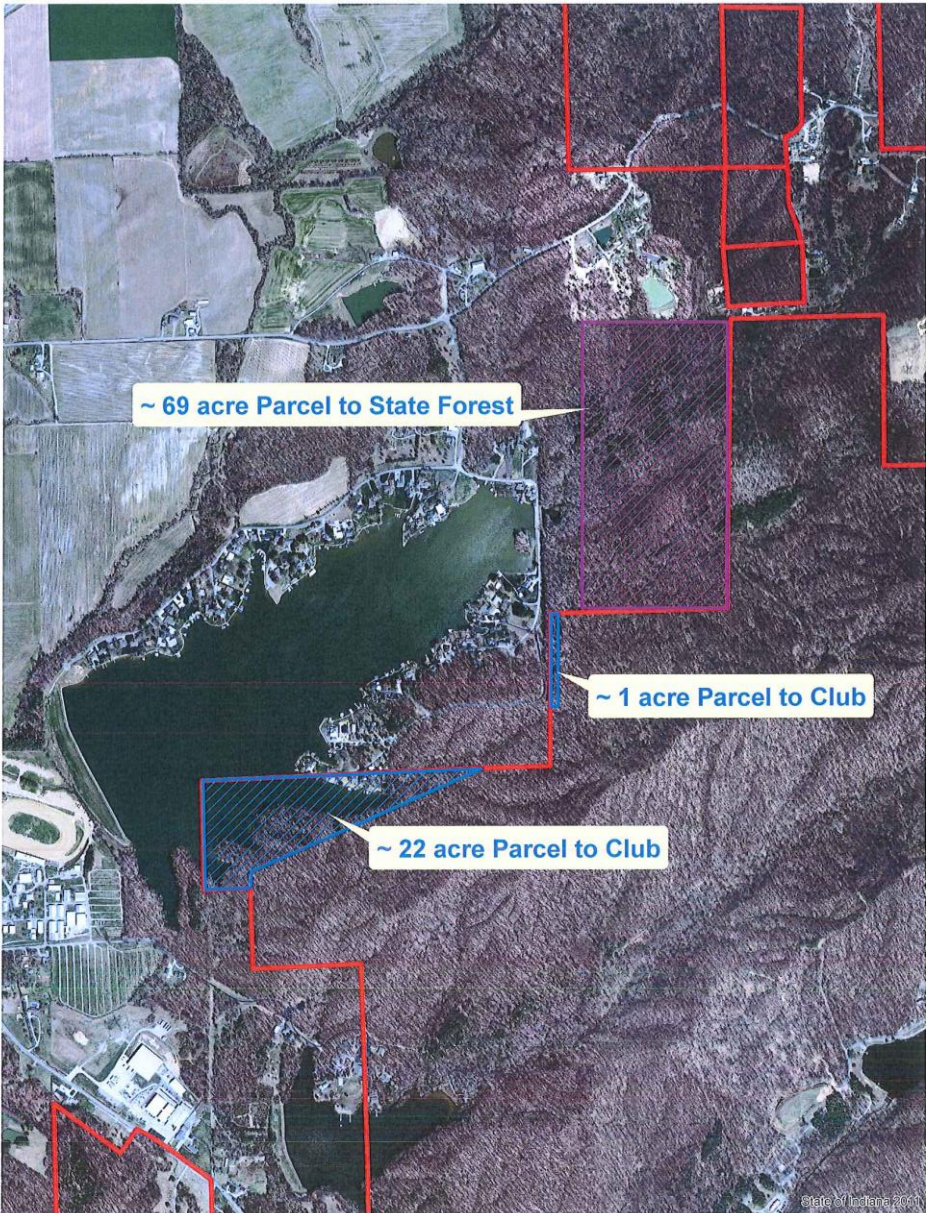 ~ 69 acre Parcel to State Forest
~ 1 acre Parcel to Club
~ 22 acre Parcel to Club
State of Indiana 2011